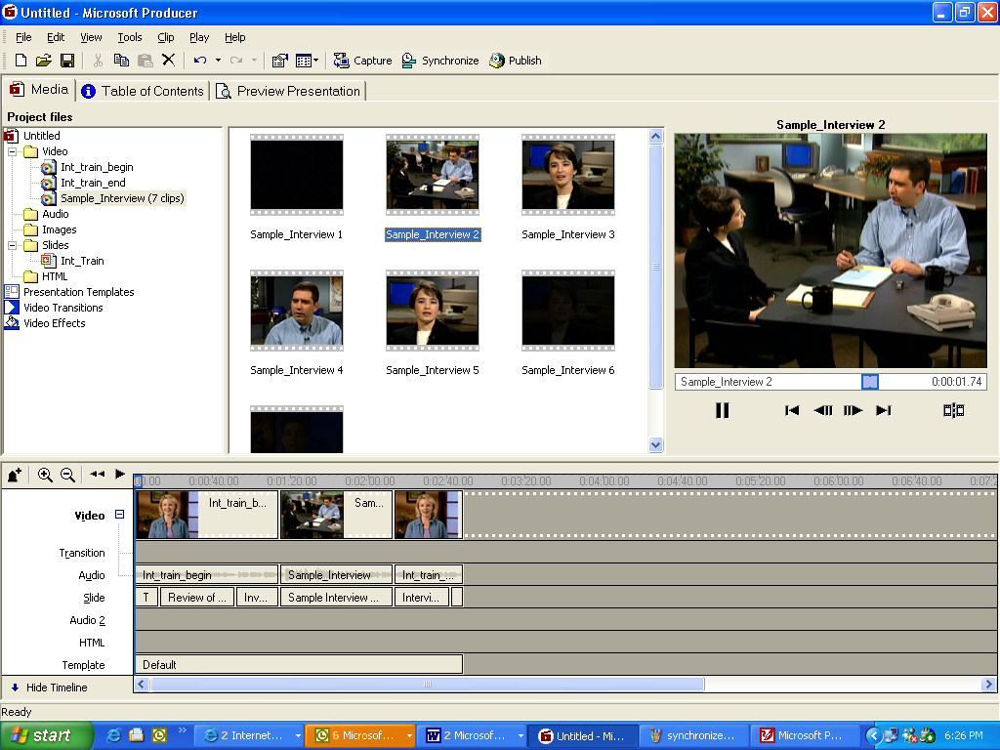 Untitled - Microsoft Producer
File Edit View Tools Clip Play Help
Capture Synchronize Publish
Media Table of Contents Preview Presentation
Project files
Untitled
Video
Int_train_begin
Int_train_end
Sample_Interview (7 clips)
Audio
Images
Slides
Int_Train
HTML
Presentation Templates
Video Transitions
Video Effects
Sample_Interview 1 Sample_Interview 2 Sample_Interview 3
Sample_Interview 4 Sample_Interview 5 Sample_Interview 6
Sample_Interview 2
Sample_Interview 2 0:00:01.74
00.00 0:00:40.00 0:01:20.00 0:02:00.00 0:02:40.00 0:03:20.00 0:04:00.00 0:04:40.00 0:05:20.00 0:06:00.00 0:06:40.00 0:07:2
Video Int_train_b... Sam...
Transition
Audio Int_train_begin Sample_Interview Int_train_...
Slide T Review of ... Inv... Sample Interview ... Intervi...
Audio 2
HTML
Template Default
Hide Timeline
Ready
start 2 Internet... 6 Microsof... 2 Microsof... Untitled - Mi... synchronize... Microsoft P... 6:26 PM